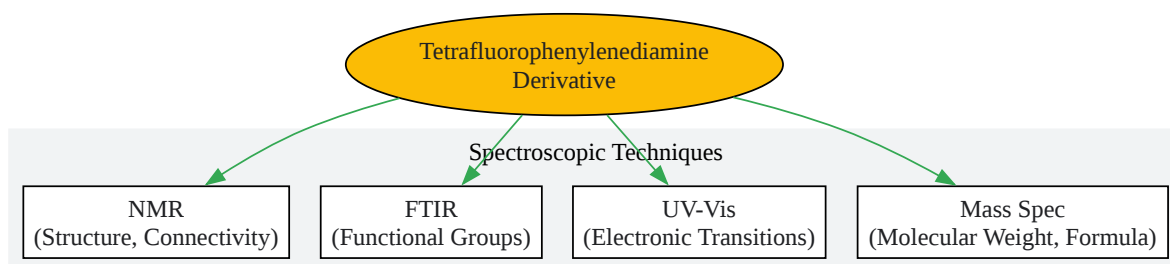 Tetrafluorophenylenediamine
Derivative
Spectroscopic Techniques
NMR
(Structure, Connectivity)
FTIR
(Functional Groups)
UV-Vis
(Electronic Transitions)
Mass Spec
(Molecular Weight, Formula)